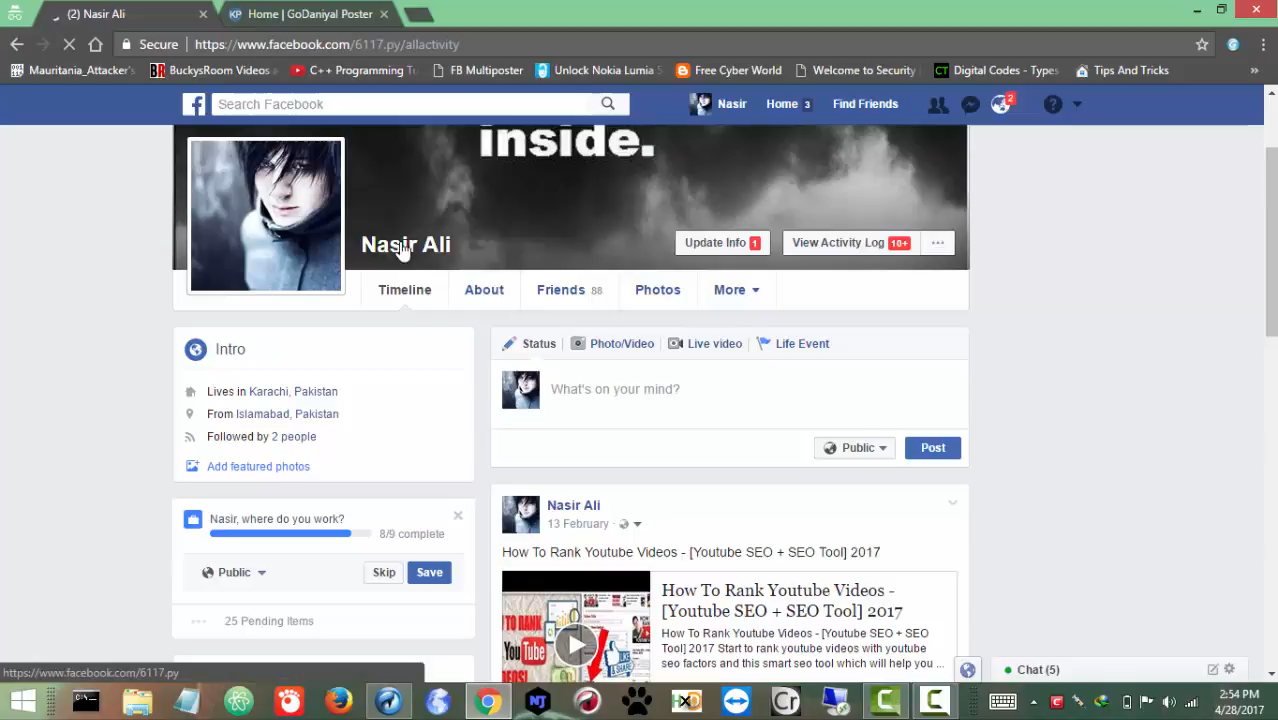 (2) Nasir Ali
KP Home | GoDaniyal Poster
Secure https://www.facebook.com/6117.py/allactivity
Mauritania_Attacker's BR BuckysRoom Videos C++ Programming Tu FB Multiposter Unlock Nokia Lumia 5 Free Cyber World Welcome to Security CT Digital Codes - Types Tips And Tricks »
f Search Facebook Nasir Home 3 Find Friends 2
inside.
Nasir Ali Update Info 1 View Activity Log 10+ ...
Timeline About Friends 88 Photos More
Intro
Status Photo/Video Live video Life Event
Lives in Karachi, Pakistan
What's on your mind?
From Islamabad, Pakistan
Followed by 2 people
Public Post
Add featured photos
Nasir, where do you work?
8/9 complete
Public Skip Save
25 Pending Items
Nasir Ali
13 February
How To Rank Youtube Videos - [Youtube SEO + SEO Tool] 2017
How To Rank Youtube Videos -
[Youtube SEO + SEO Tool] 2017
How To Rank Youtube Videos - [Youtube SEO + SEO
Tool] 2017 Start to rank youtube videos with youtube
seo factors and this smart seo tool which will help you ...
https://www.facebook.com/6117.py
Chat (5)
2:54 PM
4/28/2017